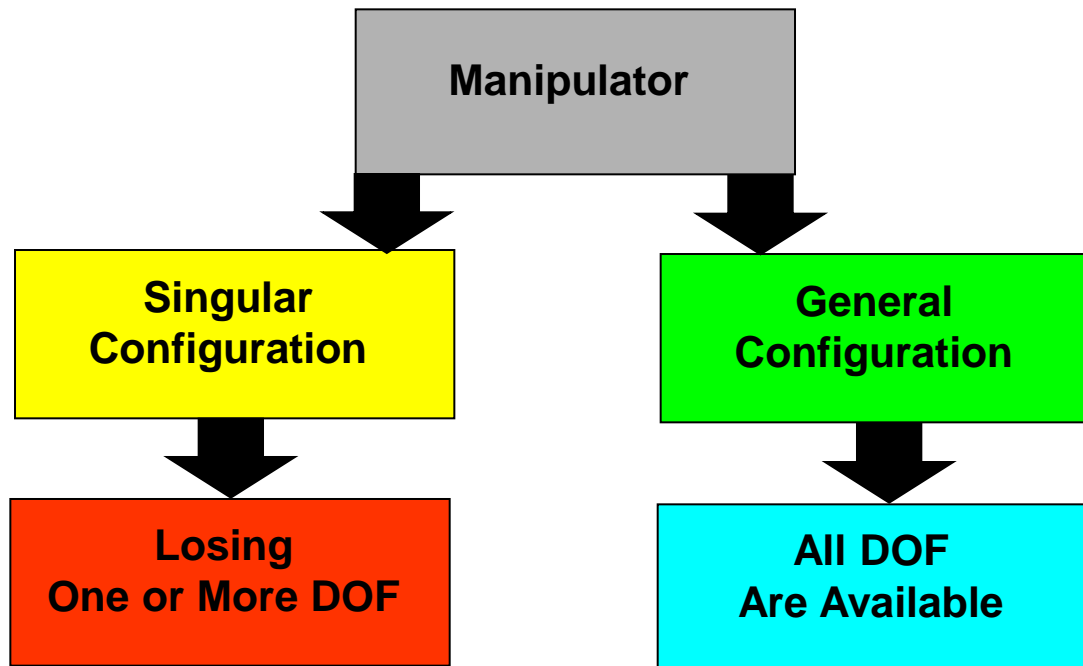 Manipulator
Singular
Configuration
General
Configuration
Losing
One or More DOF
All DOF
Are Available